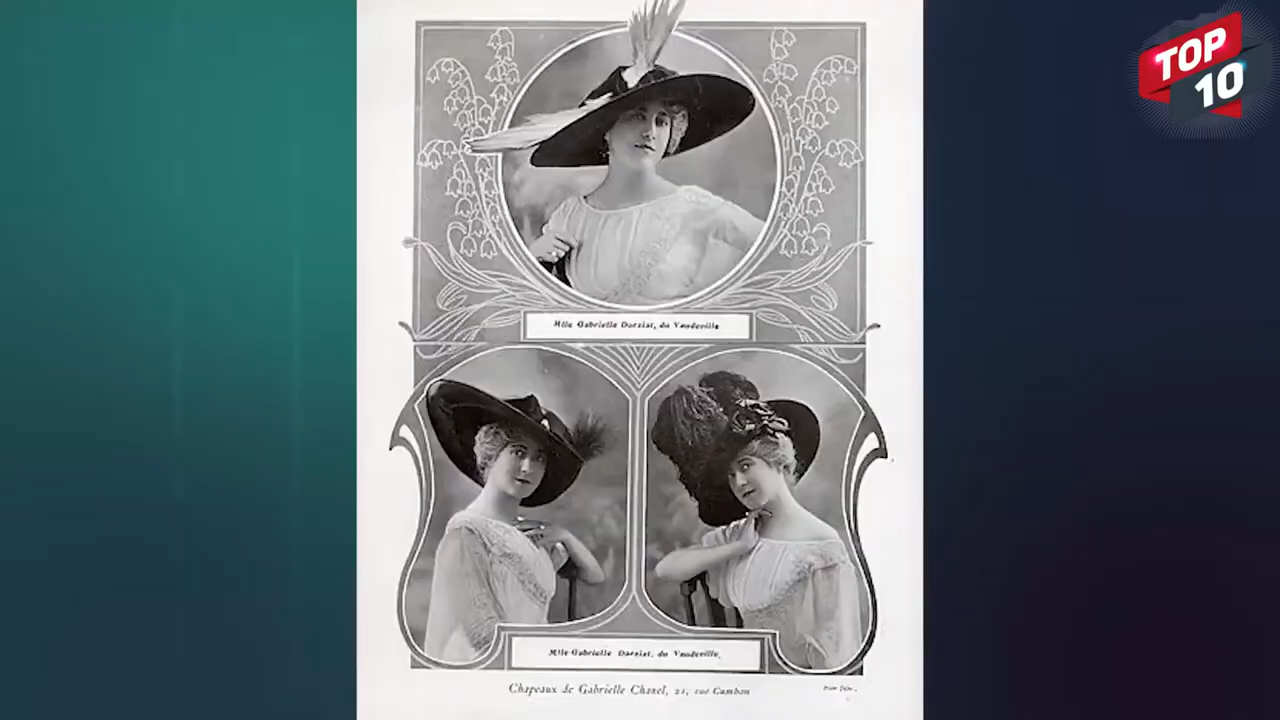 TOP
10
Mlle Gabrielle Dorziat, du Vaudeville
Mlle Gabrielle Dorziat, du Vaudeville.
Chapeaux de Gabrielle Chanel, 21, rue Cambon